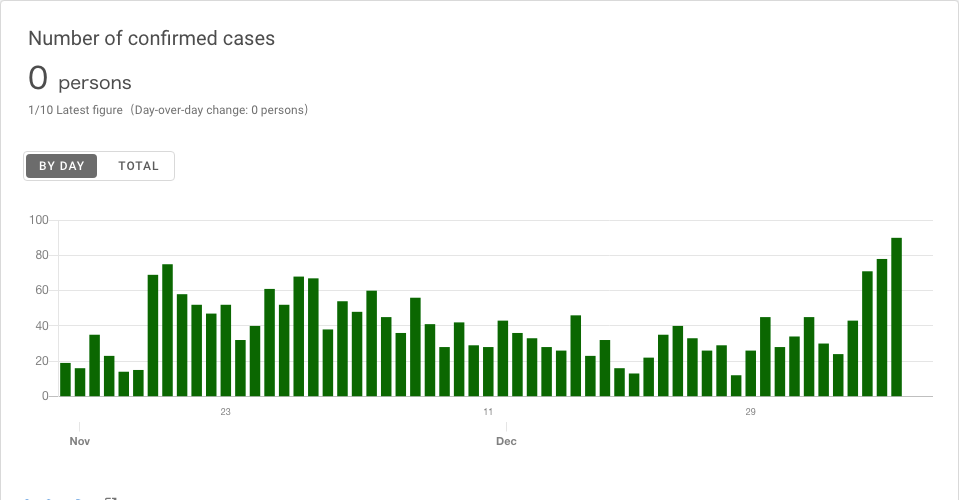 Number of confirmed cases
0 persons
1/10 Latest figure（Day-over-day change: 0 persons）
BY DAY TOTAL
100
80
60
40
20
0
23 11 29
Nov Dec